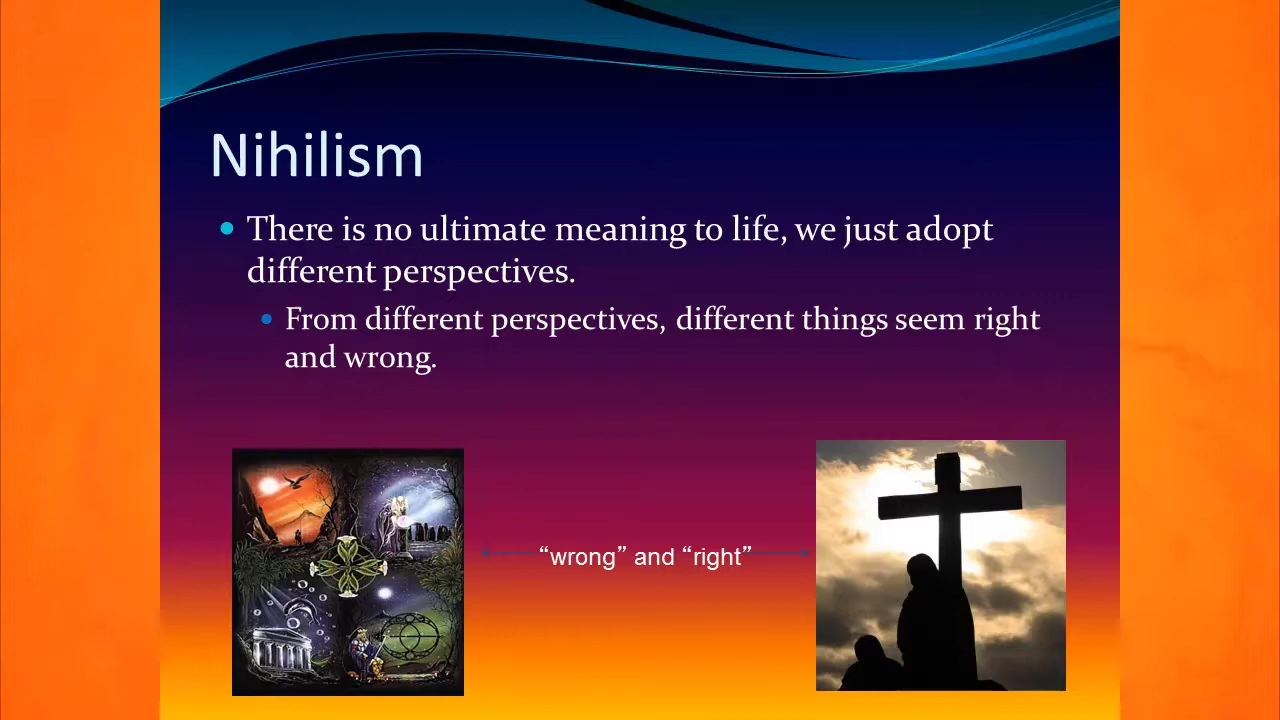 Nihilism
There is no ultimate meaning to life, we just adopt
different perspectives.
From different perspectives, different things seem right
and wrong.
“wrong” and “right”